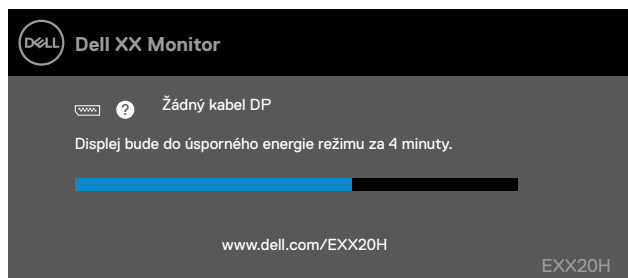 DELL Dell XX Monitor
? Žádný kabel DP
Displej bude do úsporného energie režimu za 4 minuty.
www.dell.com/EXX20H
EXX20H